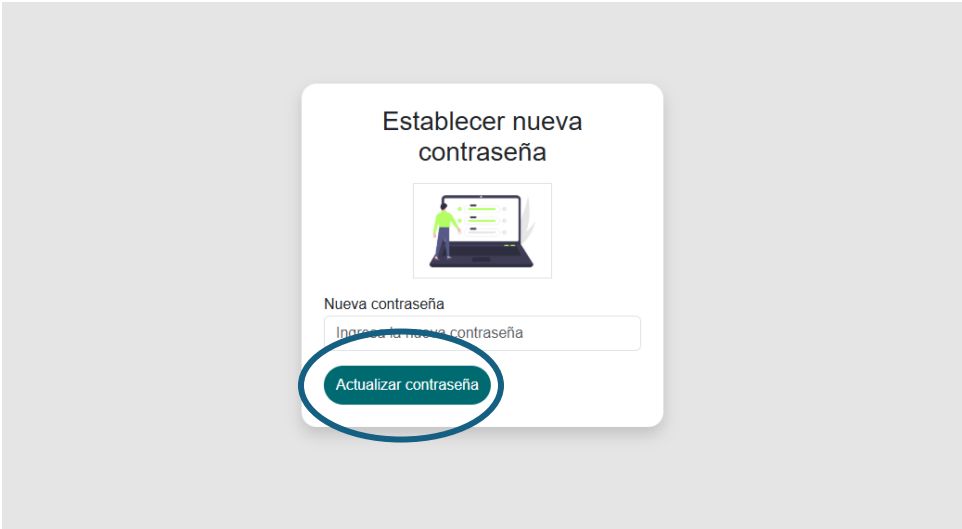 Establecer nueva
contraseña
Nueva contraseña
Ingresa la nueva contraseña
Actualizar contraseña